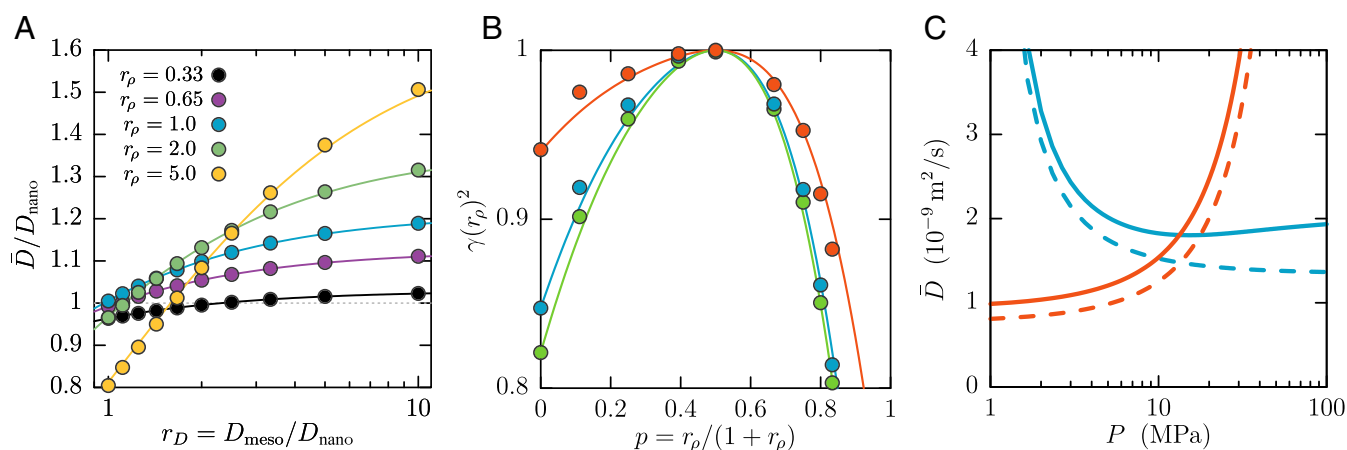 A
1.6
1.5
1.4
1.3
1.2
1.1
1
0.9
0.8
D̄/D_nano
r_ρ = 0.33
r_ρ = 0.65
r_ρ = 1.0
r_ρ = 2.0
r_ρ = 5.0
1 10
r_D = D_meso/D_nano
B
1
0.9
0.8
γ(r_ρ)²
0 0.2 0.4 0.6 0.8 1
p = r_ρ/(1 + r_ρ)
C
4
3
2
1
0
D̄ (10⁻⁹ m²/s)
1 10 100
P (MPa)